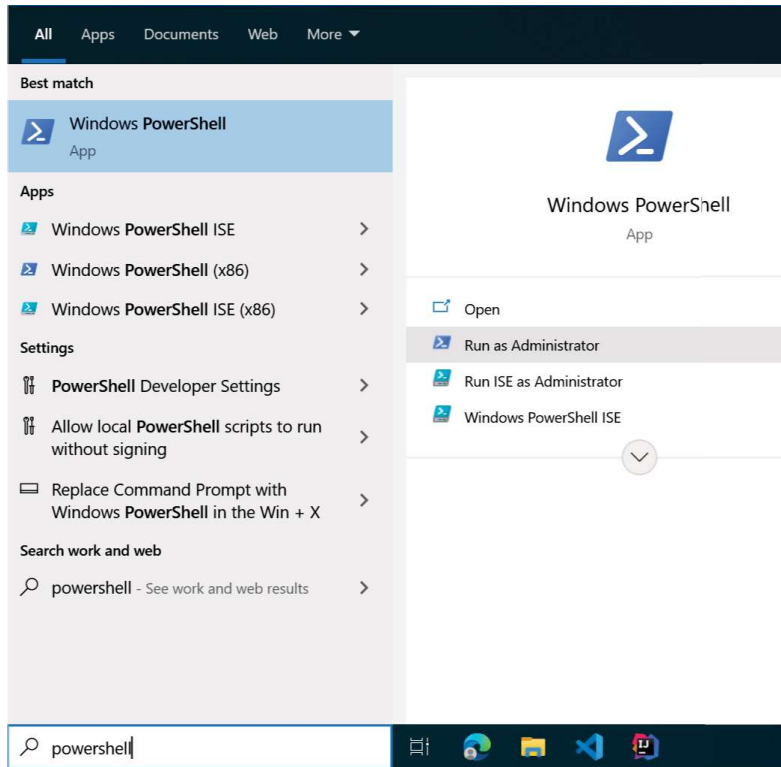 All Apps Documents Web More
Best match
Windows PowerShell
App
Apps
Windows PowerShell ISE
Windows PowerShell (x86)
Windows PowerShell ISE (x86)
Settings
PowerShell Developer Settings
Allow local PowerShell scripts to run
without signing
Replace Command Prompt with
Windows PowerShell in the Win + X
Search work and web
powershell - See work and web results
Windows PowerShell
App
Open
Run as Administrator
Run ISE as Administrator
Windows PowerShell ISE
powershell